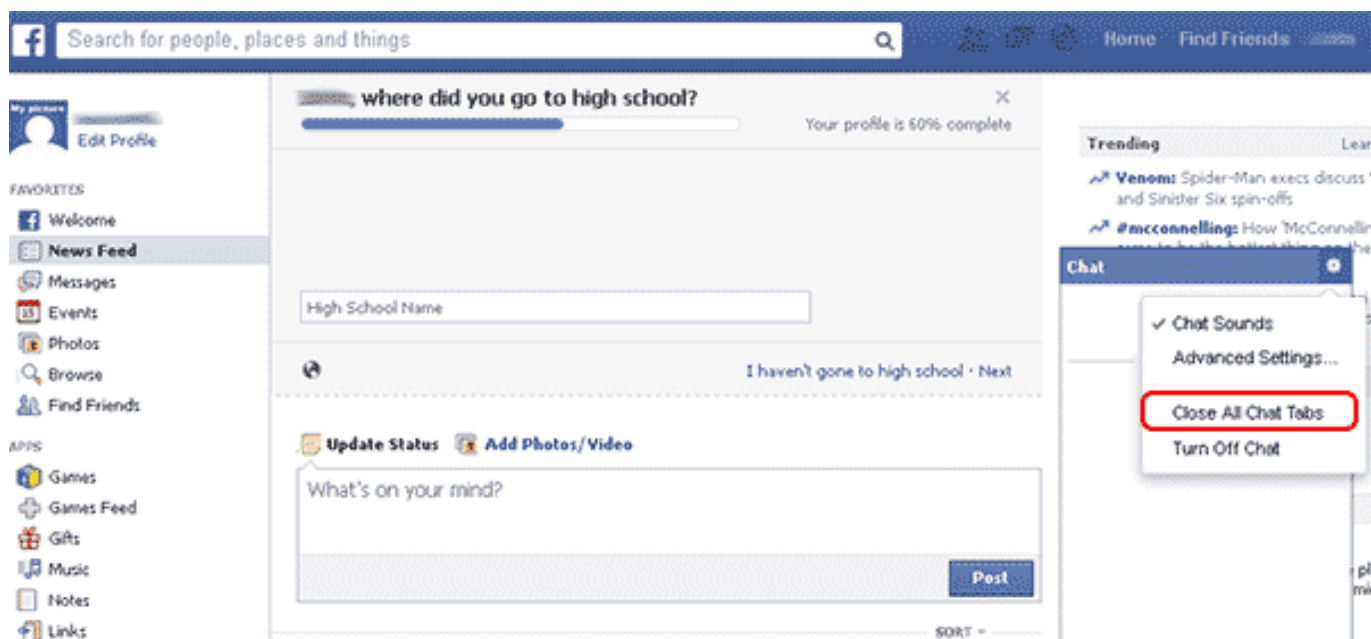 f Search for people, places and things
Home Find Friends
My picture
Edit Profile
FAVORITES
Welcome
News Feed
Messages
Events
Photos
Browse
Find Friends
APPS
Games
Games Feed
Gifts
Music
Notes
Links
, where did you go to high school?
Your profile is 60% complete
High School Name
I haven't gone to high school · Next
Update Status Add Photos/Video
What's on your mind?
Post
SORT
Trending Lear
Venom: Spider-Man execs discuss
and Sinister Six spin-offs
#mcconnelling: How 'McConnellin
Chat
Chat Sounds
Advanced Settings...
Close All Chat Tabs
Turn Off Chat